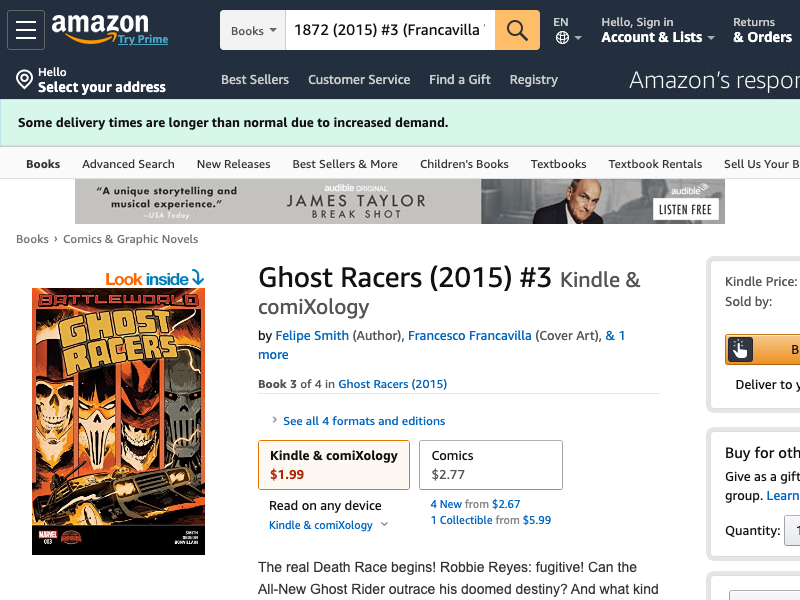 amazon
Try Prime
Books
1872 (2015) #3 (Francavilla
EN
Hello, Sign in
Account & Lists
Returns
& Orders
Hello
Select your address
Best Sellers
Customer Service
Find a Gift
Registry
Amazon's respon
Some delivery times are longer than normal due to increased demand.
Books
Advanced Search
New Releases
Best Sellers & More
Children's Books
Textbooks
Textbook Rentals
Sell Us Your B
"A unique storytelling and
musical experience."
—USA Today
audible ORIGINAL
JAMES TAYLOR
BREAK SHOT
audible
LISTEN FREE
Books › Comics & Graphic Novels
Look inside
BATTLEWORLD
GHOST
RACERS
MARVEL
003
Ghost Racers (2015) #3 Kindle &
comiXology
by Felipe Smith (Author), Francesco Francavilla (Cover Art), & 1
more
Book 3 of 4 in Ghost Racers (2015)
› See all 4 formats and editions
Kindle & comiXology
$1.99
Comics
$2.77
Read on any device
Kindle & comiXology
4 New from $2.67
1 Collectible from $5.99
The real Death Race begins! Robbie Reyes: fugitive! Can the
All-New Ghost Rider outrace his doomed destiny? And what kind
Kindle Price:
Sold by:
B
Deliver to y
Buy for oth
Give as a gift
group. Learn
Quantity: 1